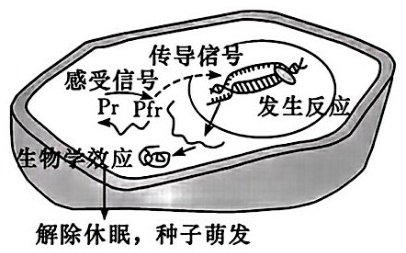 传导信号
感受信号
Pr Pfr
发生反应
生物学效应
解除休眠，种子萌发